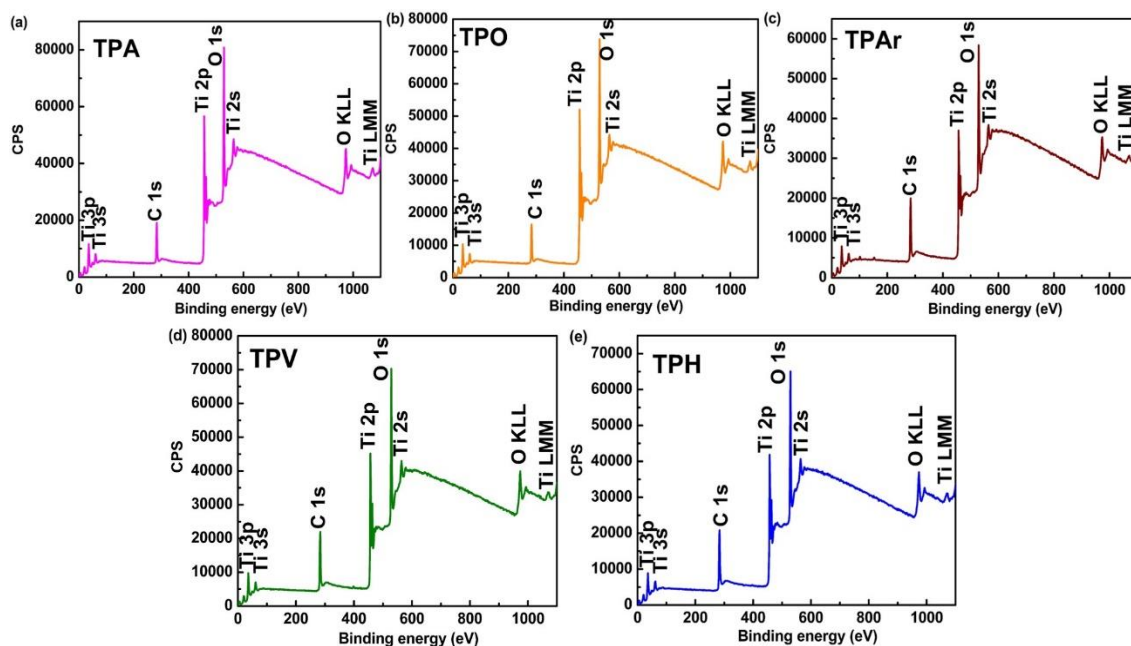 (a)
TPA
CPS
80000
60000
40000
20000
0
Ti 3p
Ti 3s
C 1s
Ti 2p
O 1s
Ti 2s
O KLL
Ti LMM
0 200 400 600 800 1000
Binding energy (eV)
(b)
TPO
CPS
80000
70000
60000
50000
40000
30000
20000
10000
0
Ti 3p
Ti 3s
C 1s
Ti 2p
O 1s
Ti 2s
O KLL
Ti LMM
0 200 400 600 800 1000
Binding energy (eV)
(c)
TPAr
CPS
60000
50000
40000
30000
20000
10000
0
Ti 3p
Ti 3s
C 1s
Ti 2p
O 1s
Ti 2s
O KLL
Ti LMM
0 200 400 600 800 1000
Binding energy (eV)
(d)
TPV
CPS
80000
70000
60000
50000
40000
30000
20000
10000
0
Ti 3p
Ti 3s
C 1s
Ti 2p
O 1s
Ti 2s
O KLL
Ti LMM
0 200 400 600 800 1000
Binding energy (eV)
(e)
TPH
CPS
70000
60000
50000
40000
30000
20000
10000
0
Ti 3p
Ti 3s
C 1s
Ti 2p
O 1s
Ti 2s
O KLL
Ti LMM
0 200 400 600 800 1000
Binding energy (eV)